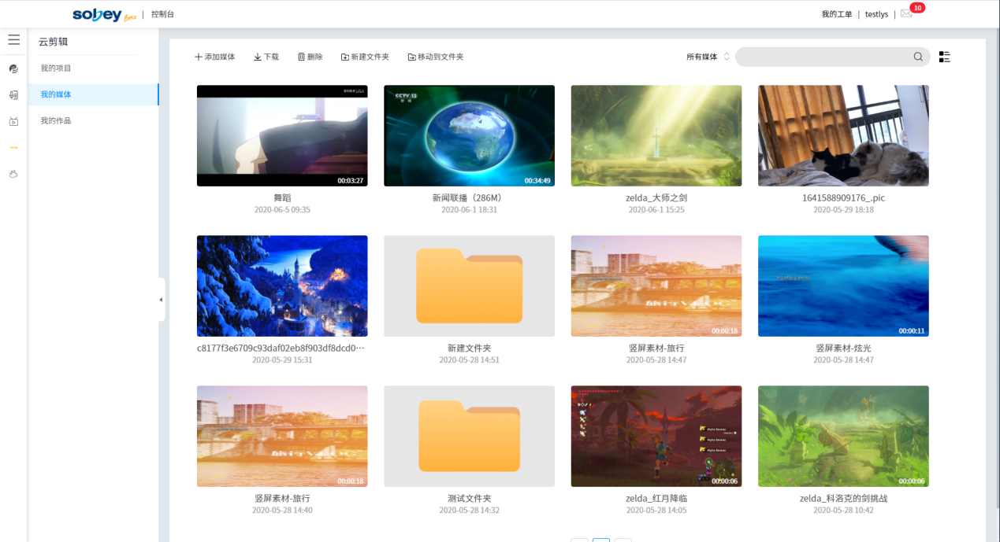 sobey Beta | 控制台
我的工单 | testlys | 10
云剪辑
我的项目
我的媒体
我的作品
添加媒体 下载 删除 新建文件夹 移动到文件夹 所有媒体
CCTV 13
新闻
00:03:27
00:34:49
舞蹈
新闻联播（286M）
zelda_大师之剑
1641588909176_.pic
2020-06-5 09:35
2020-06-1 18:31
2020-06-1 15:25
2020-05-29 18:18
00:00:18
00:00:11
c8177f3e6709c93daf02eb8f903df8dcd0···
新建文件夹
竖屏素材-旅行
竖屏素材-炫光
2020-05-29 15:31
2020-05-28 14:51
2020-05-28 14:47
2020-05-28 14:47
Mighty Bananas
Mighty Bananas
Mighty Bananas
00:00:18
00:00:06
00:00:06
竖屏素材-旅行
测试文件夹
zelda_红月降临
zelda_科洛克的剑挑战
2020-05-28 14:40
2020-05-28 14:32
2020-05-28 14:05
2020-05-28 10:42